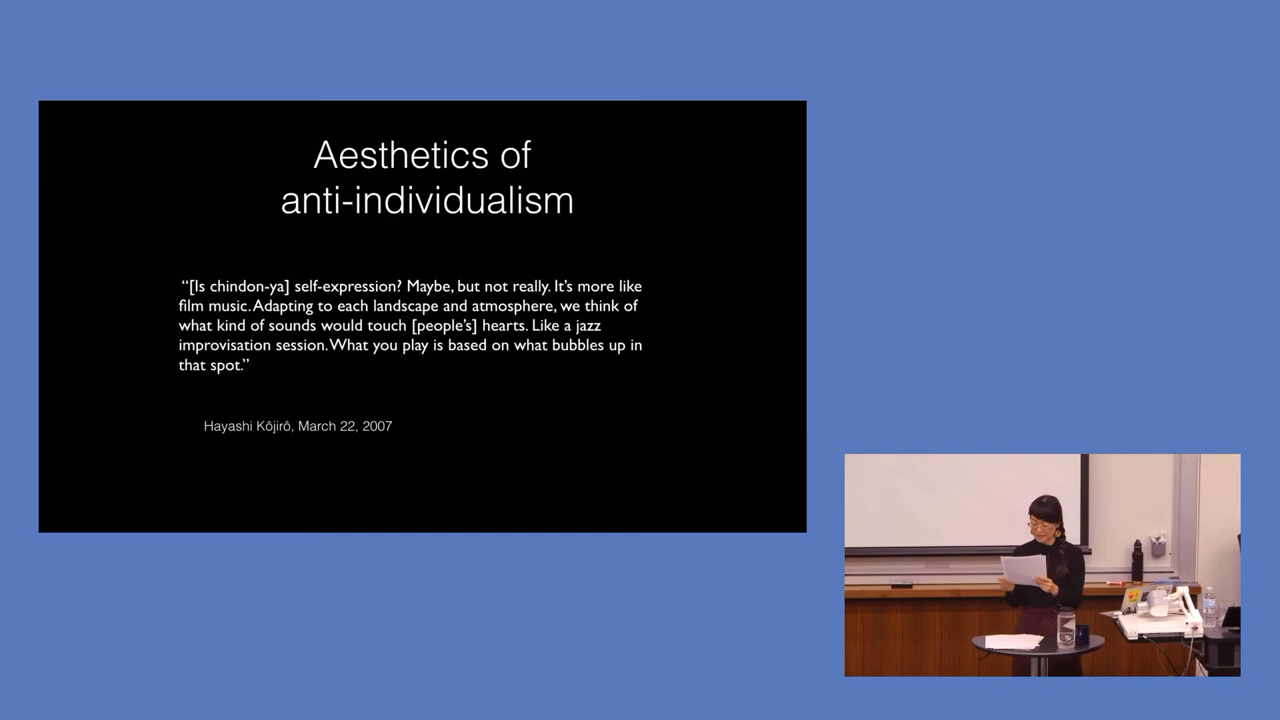 Aesthetics of
anti-individualism
“[Is chindon-ya] self-expression? Maybe, but not really. It’s more like
film music. Adapting to each landscape and atmosphere, we think of
what kind of sounds would touch [people’s] hearts. Like a jazz
improvisation session. What you play is based on what bubbles up in
that spot.”
Hayashi Kôjirô, March 22, 2007